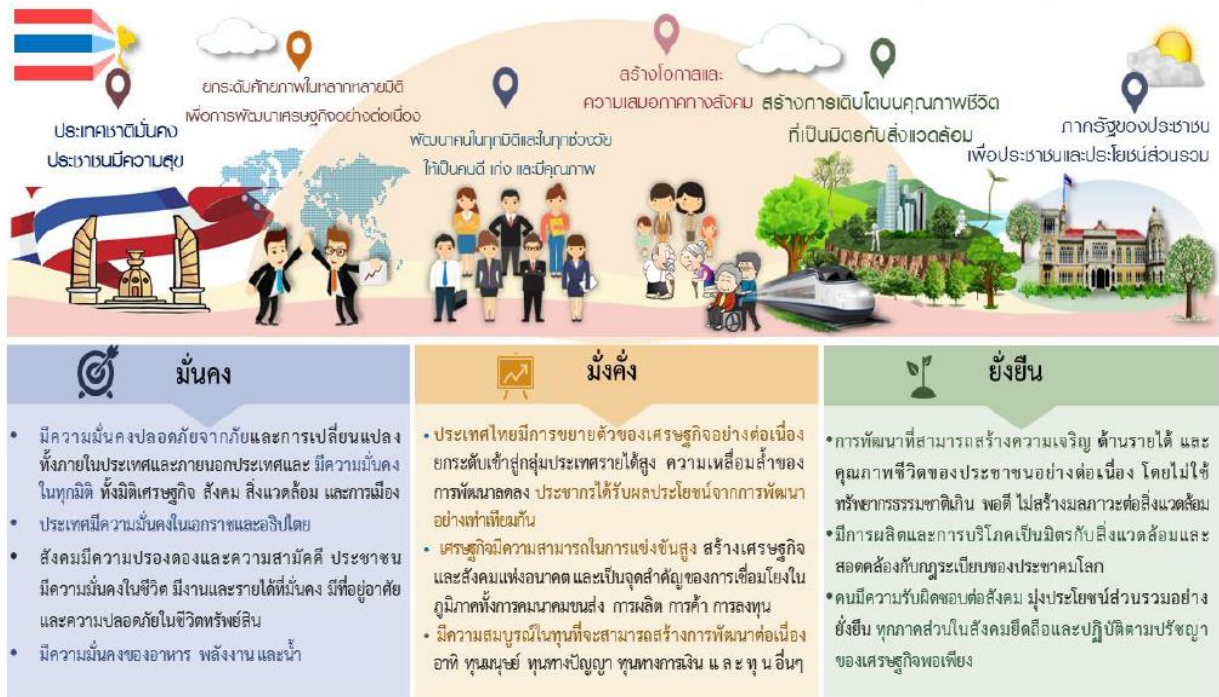 ประเทศชาติมั่นคง
ประชาชนมีความสุข
ยกระดับศักยภาพในหลากหลายมิติ
เพื่อการพัฒนาเศรษฐกิจอย่างต่อเนื่อง
พัฒนาคนในทุกมิติและในทุกช่วงวัย
ให้เป็นคนดี เก่ง และมีคุณภาพ
สร้างโอกาสและ
ความเสมอภาคทางสังคม
สร้างการเติบโตบนคุณภาพชีวิต
ที่เป็นมิตรกับสิ่งแวดล้อม
ภาครัฐของประชาชน
เพื่อประชาชนและประโยชน์ส่วนรวม
มั่นคง
• มีความมั่นคงปลอดภัยจากภัยและการเปลี่ยนแปลง
ทั้งภายในประเทศและภายนอกประเทศและ มีความมั่นคง
ในทุกมิติ ทั้งมิติเศรษฐกิจ สังคม สิ่งแวดล้อม และการเมือง
• ประเทศมีความมั่นคงในเอกราชและอธิปไตย
• สังคมมีความปรองดองและความสามัคคี ประชาชน
มีความมั่นคงในชีวิต มีงานและรายได้ที่มั่นคง มีที่อยู่อาศัย
และความปลอดภัยในชีวิตทรัพย์สิน
• มีความมั่นคงของอาหาร พลังงาน และน้ำ
มั่งคั่ง
• ประเทศไทยมีการขยายตัวของเศรษฐกิจอย่างต่อเนื่อง
ยกระดับเข้าสู่กลุ่มประเทศรายได้สูง ความเหลื่อมล้ำของ
การพัฒนาลดลง ประชากรได้รับผลประโยชน์จากการพัฒนา
อย่างเท่าเทียมกัน
• เศรษฐกิจมีความสามารถในการแข่งขันสูง สร้างเศรษฐกิจ
และสังคมแห่งอนาคต และเป็นจุดสำคัญของการเชื่อมโยงใน
ภูมิภาคทั้งการคมนาคมขนส่ง การผลิต การค้า การลงทุน
• มีความสมบูรณ์ในทุนที่จะสามารถสร้างการพัฒนาต่อเนื่อง
อาทิ ทุนมนุษย์ ทุนทางปัญญา ทุนทางการเงิน และทุนอื่นๆ
ยั่งยืน
• การพัฒนาที่สามารถสร้างความเจริญ ด้านรายได้ และ
คุณภาพชีวิตของประชาชนอย่างต่อเนื่อง โดยไม่ใช้
ทรัพยากรธรรมชาติเกิน พอดี ไม่สร้างมลภาวะต่อสิ่งแวดล้อม
• มีการผลิตและการบริโภคเป็นมิตรกับสิ่งแวดล้อมและ
สอดคล้องกับกฎระเบียบของประชาคมโลก
• คนมีความรับผิดชอบต่อสังคม มุ่งประโยชน์ส่วนรวมอย่าง
ยั่งยืน ทุกภาคส่วนในสังคมยึดถือและปฏิบัติตามปรัชญา
ของเศรษฐกิจพอเพียง